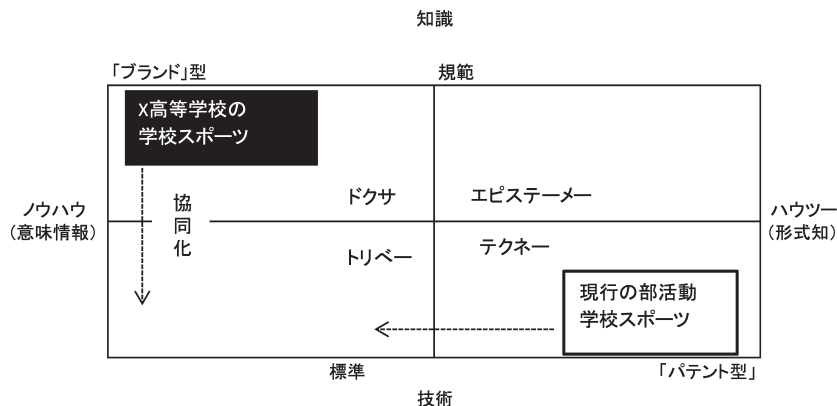 知識
「ブランド」型
規範
X高等学校の
学校スポーツ
協同化
ドクサ
エピステーメー
ノウハウ
(意味情報)
ハウツー
(形式知)
トリベー
テクネー
現行の部活動
学校スポーツ
標準
「パテント型」
技術